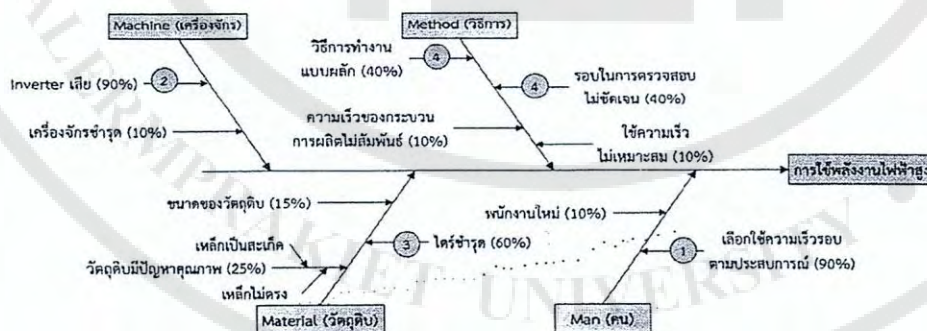 Machine (เครื่องจักร)
Method (วิธีการ)
วิธีการทำงาน
แบบผลัก (40%)
4
Inverter เสีย (90%)
2
4
รอบในการตรวจสอบ
ไม่ชัดเจน (40%)
ความเร็วของกระบวน
การผลิตไม่สัมพันธ์ (10%)
เครื่องจักรชำรุด (10%)
ใช้ความเร็ว
ไม่เหมาะสม (10%)
การใช้พลังงานไฟฟ้าสูง
ขนาดของวัตถุดิบ (15%)
พนักงานใหม่ (10%)
เหล็กเป็นสะเก็ด
3
ไดร์ชำรุด (60%)
1
เลือกใช้ความเร็วรอบ
ตามประสบการณ์ (90%)
วัตถุดิบมีปัญหาคุณภาพ (25%)
เหล็กไม่ตรง
Material (วัตถุดิบ)
Man (คน)
ALERMPRAKIET UNIVERSITY